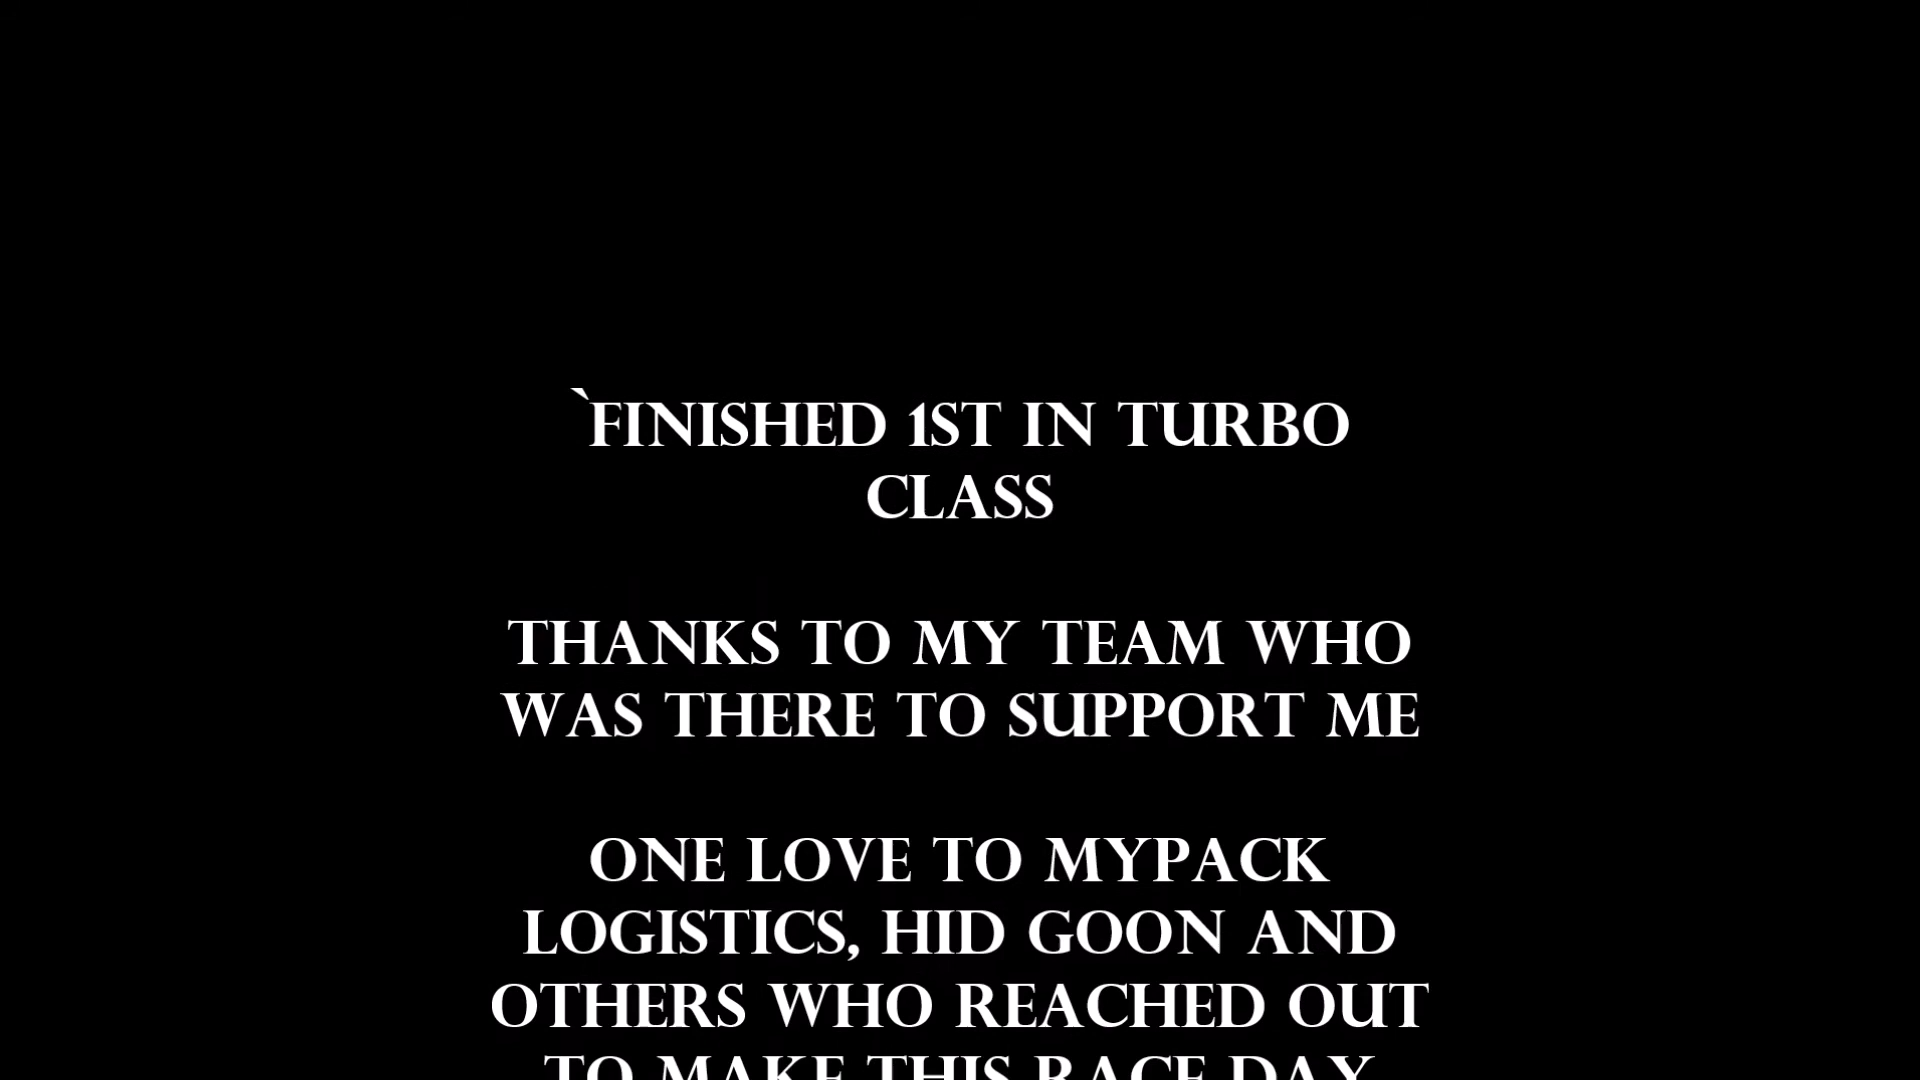 `FINISHED 1ST IN TURBO
CLASS
THANKS TO MY TEAM WHO
WAS THERE TO SUPPORT ME
ONE LOVE TO MYPACK
LOGISTICS, HID GOON AND
OTHERS WHO REACHED OUT
TO MAKE THIS RACE DAY